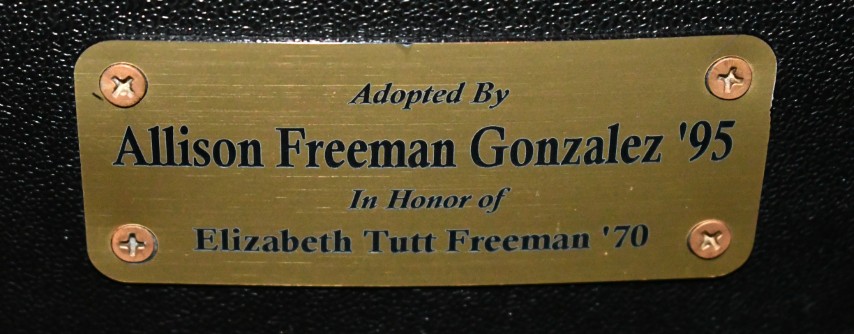 Adopted By
Allison Freeman Gonzalez '95
In Honor of
Elizabeth Tutt Freeman '70